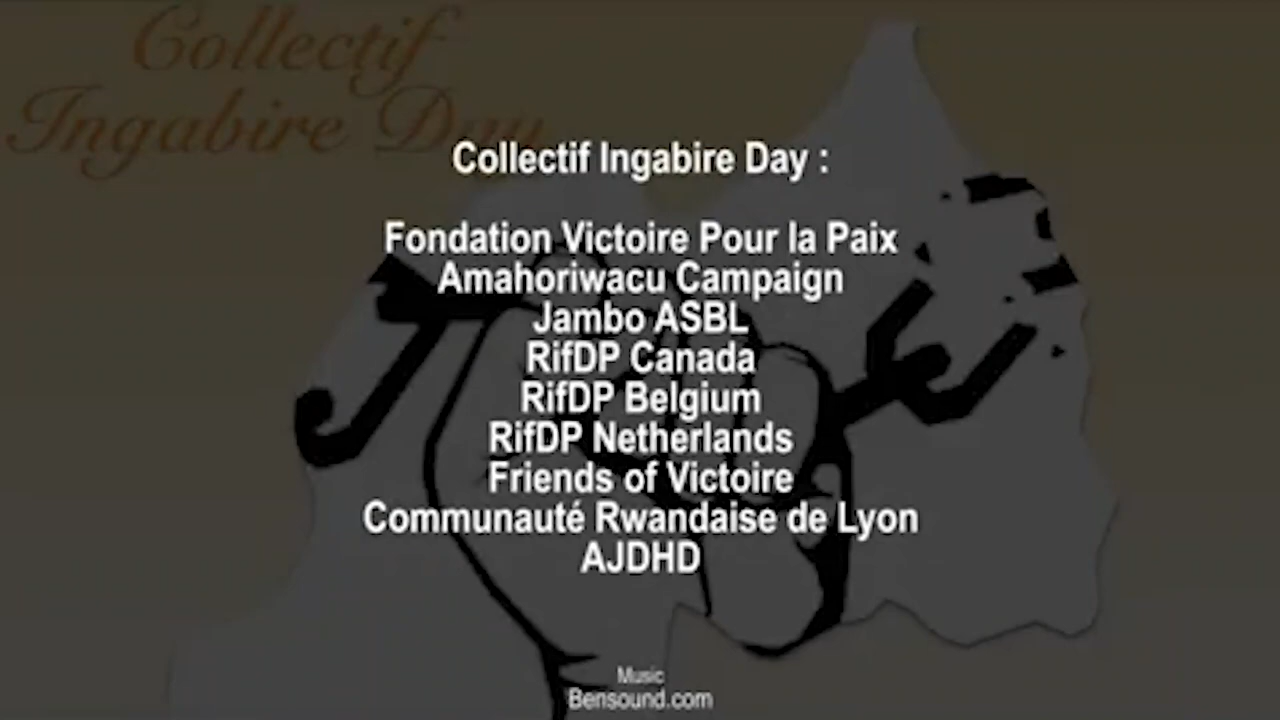 Collectif
Ingabire Day
Collectif Ingabire Day :
Fondation Victoire Pour la Paix
Amahoriwacu Campaign
Jambo ASBL
RifDP Canada
RifDP Belgium
RifDP Netherlands
Friends of Victoire
Communauté Rwandaise de Lyon
AJDHD
Music
Bensound.com